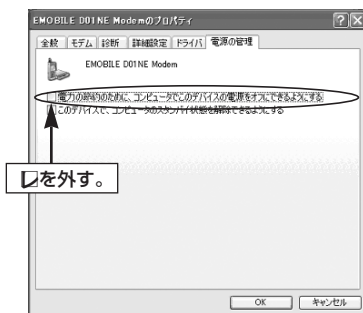 EMOBILE D01NE Modemのプロパティ
全般 モデム 診断 詳細設定 ドライバ 電源の管理
EMOBILE D01NE Modem
電力の節約のために、コンピュータでこのデバイスの電源をオフにできるようにする
このデバイスで、コンピュータのスタンバイ状態を解除できるようにする
を外す。
OK キャンセル